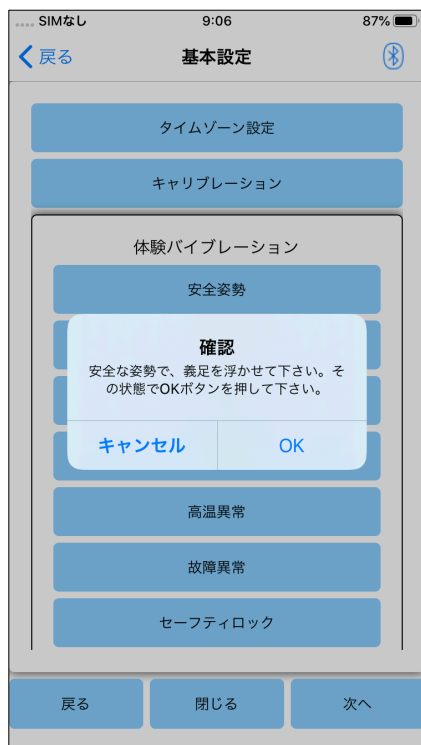 SIMなし 9:06 87%
戻る 基本設定
タイムゾーン設定
キャリブレーション
体験バイブレーション
安全姿勢
確認
安全な姿勢で、義足を浮かせて下さい。そ
の状態でOKボタンを押して下さい。
キャンセル OK
高温異常
故障異常
セーフティロック
戻る 閉じる 次へ